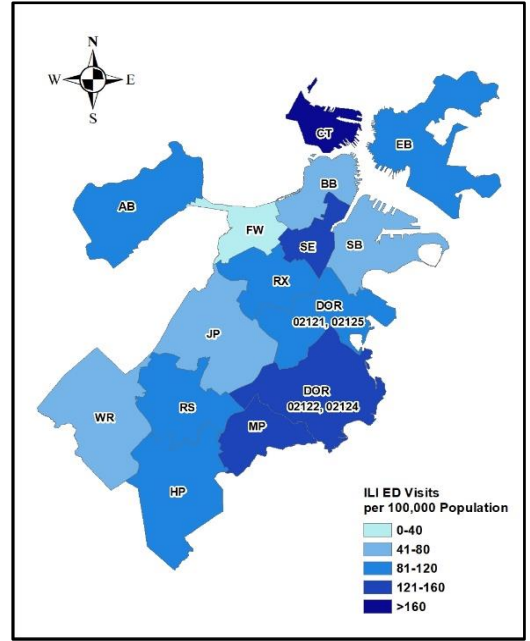 N
W E
S
CT
EB
BB
AB
FW
SE
SB
RX
DOR
02121, 02125
JP
DOR
02122, 02124
WR
RS
MP
HP
ILI ED Visits
per 100,000 Population
0-40
41-80
81-120
121-160
>160